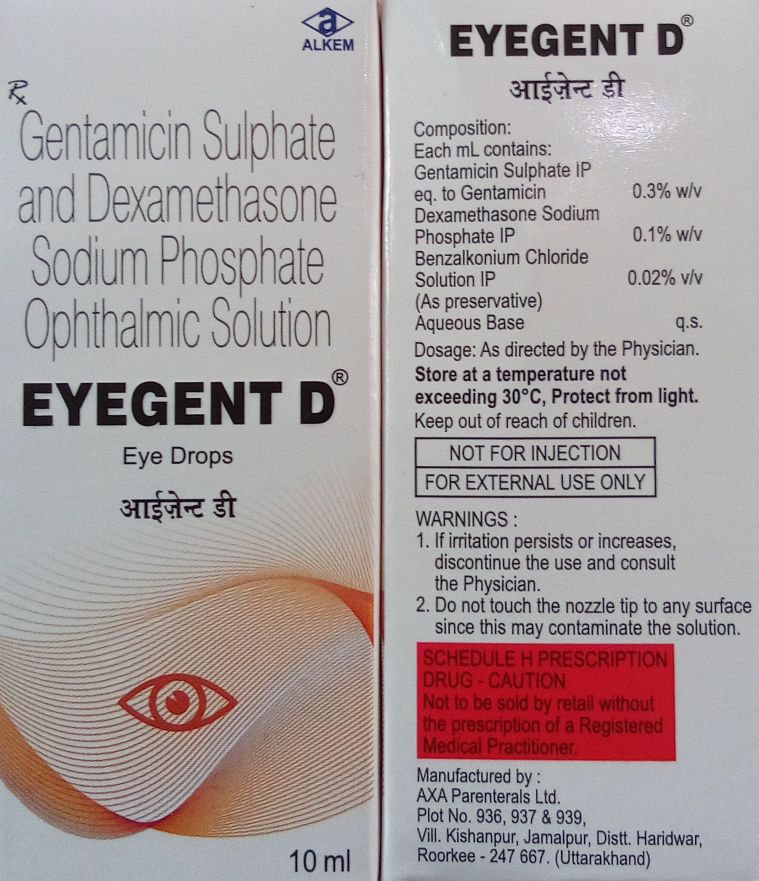 ALKEM
Rx
Gentamicin Sulphate
and Dexamethasone
Sodium Phosphate
Ophthalmic Solution
EYEGENT D®
Eye Drops
आईज़ेन्ट डी
10 ml
EYEGENT D®
आईज़ेन्ट डी
Composition:
Each mL contains:
Gentamicin Sulphate IP
eq. to Gentamicin 0.3% w/v
Dexamethasone Sodium
Phosphate IP 0.1% w/v
Benzalkonium Chloride
Solution IP 0.02% v/v
(As preservative)
Aqueous Base q.s.
Dosage: As directed by the Physician.
Store at a temperature not
exceeding 30°C, Protect from light.
Keep out of reach of children.
NOT FOR INJECTION
FOR EXTERNAL USE ONLY
WARNINGS :
1. If irritation persists or increases,
discontinue the use and consult
the Physician.
2. Do not touch the nozzle tip to any surface
since this may contaminate the solution.
SCHEDULE H PRESCRIPTION
DRUG - CAUTION
Not to be sold by retail without
the prescription of a Registered
Medical Practitioner.
Manufactured by :
AXA Parenterals Ltd.
Plot No. 936, 937 & 939,
Vill. Kishanpur, Jamalpur, Distt. Haridwar,
Roorkee - 247 667. (Uttarakhand)